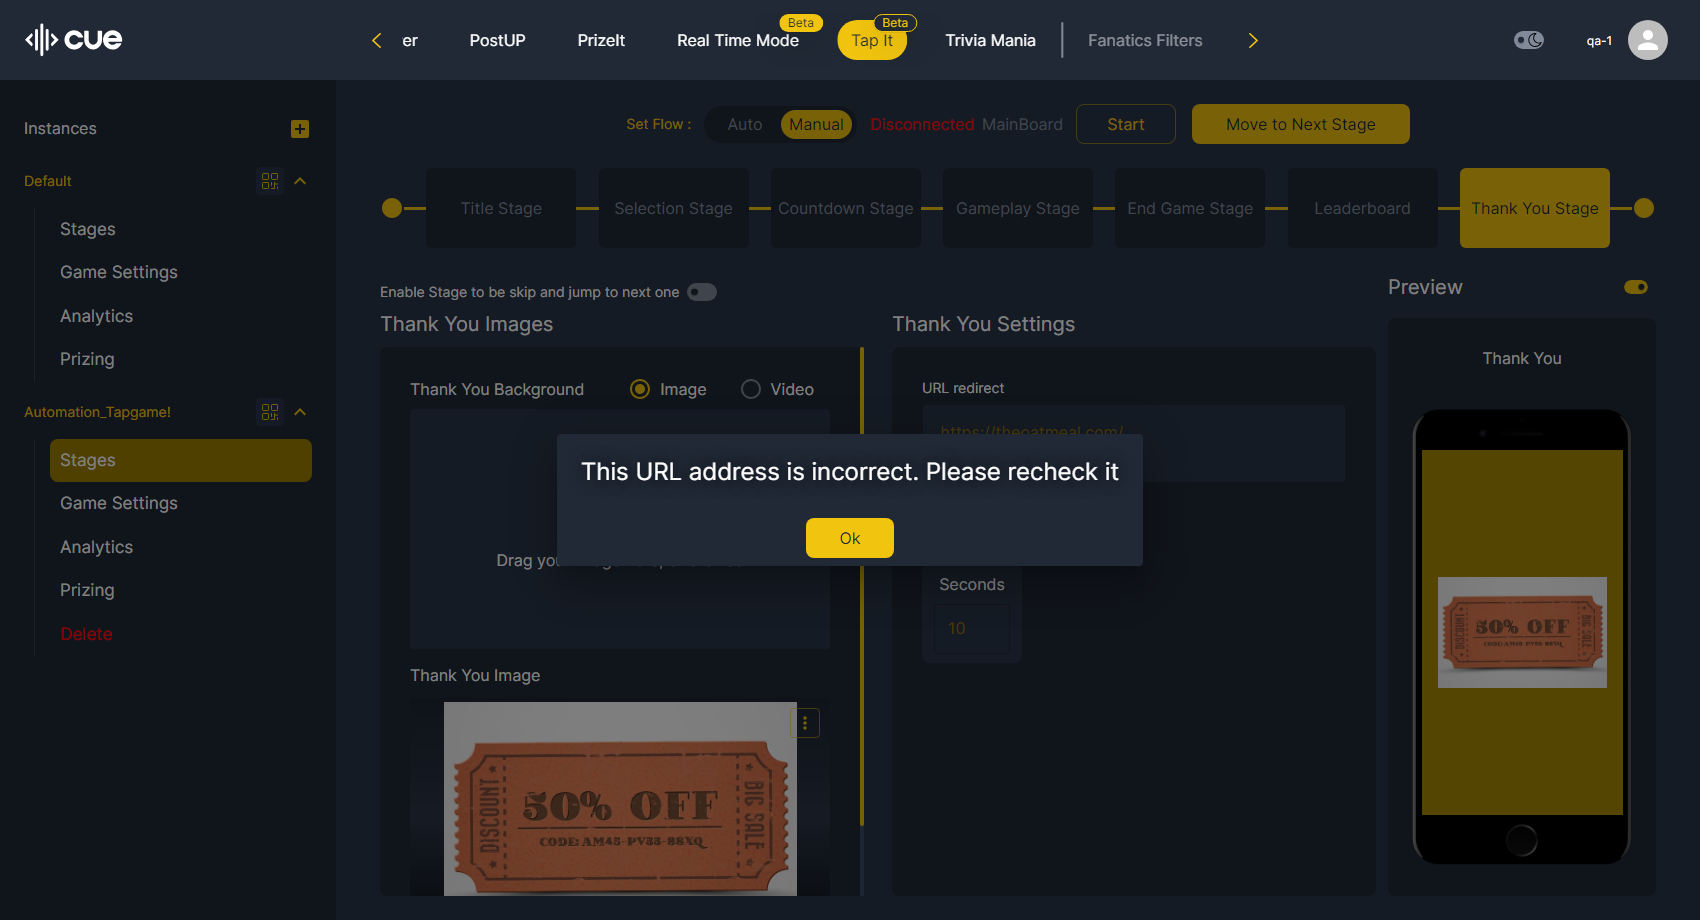 cue
er
PostUP
PrizeIt
Real Time Mode
Beta
Tap It
Beta
Trivia Mania
Fanatics Filters
qa-1
Instances
Default
Stages
Game Settings
Analytics
Prizing
Automation_Tapgame!
Stages
Game Settings
Analytics
Prizing
Delete
Set Flow :
Auto
Manual
Disconnected MainBoard
Start
Move to Next Stage
Title Stage
Selection Stage
Countdown Stage
Gameplay Stage
End Game Stage
Leaderboard
Thank You Stage
Enable Stage to be skip and jump to next one
Thank You Images
Thank You Background
Image
Video
Drag
Thank You Image
DISCOUNT
50% OFF
CODE: AM45-PV55-88XQ
BIG SALE
Thank You Settings
URL redirect
https://theoatmeal.com/
Seconds
10
This URL address is incorrect. Please recheck it
Ok
Preview
Thank You
DISCOUNT
50% OFF
CODE: AM45-PV55-88XQ
BIG SALE